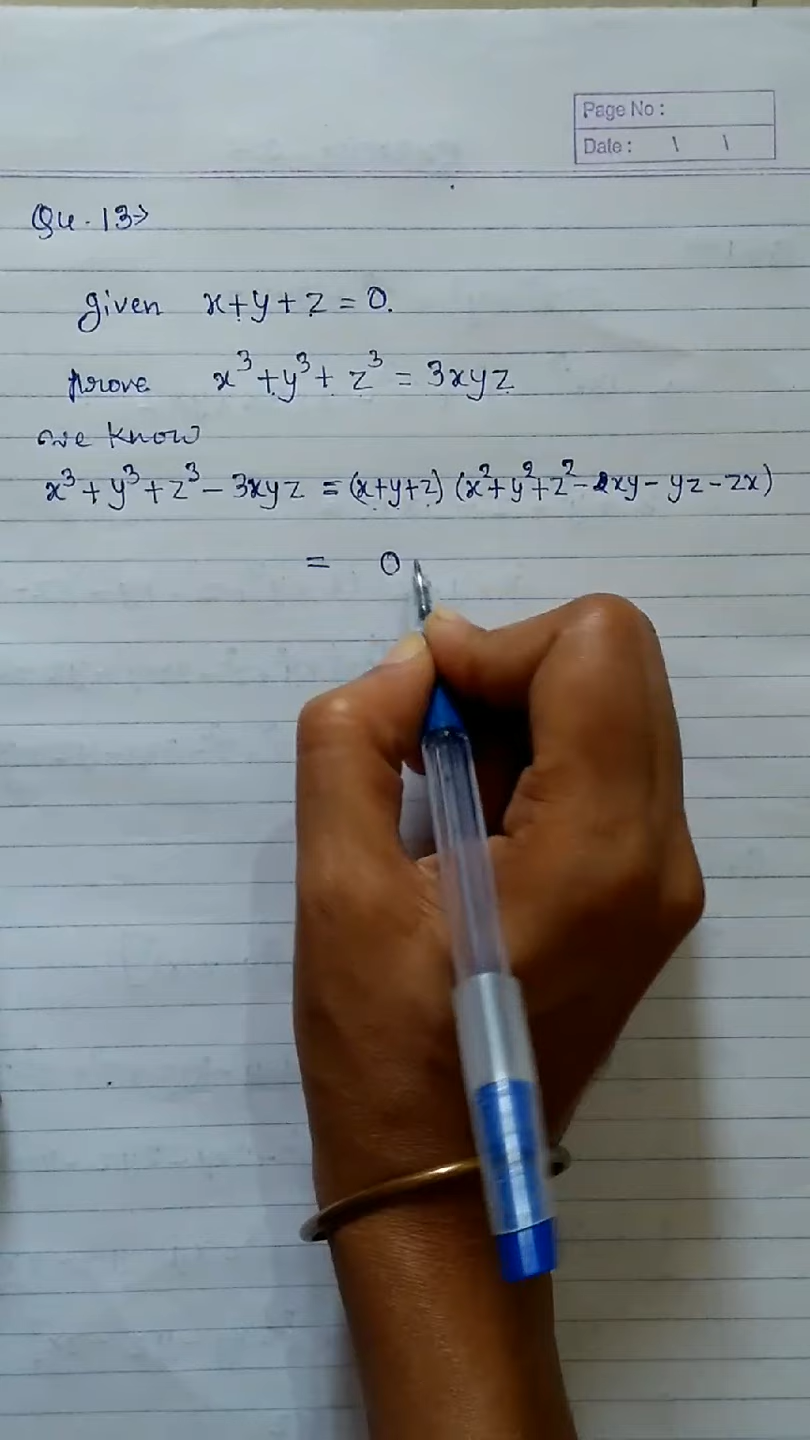 Page No :
Date : \ \
Qu. 13→
given x+y+z = 0.
prove x³+y³+z³ = 3xyz
we know
x³+y³+z³-3xyz = (x+y+z) (x²+y²+z²-xy-yz-zx)
= 0